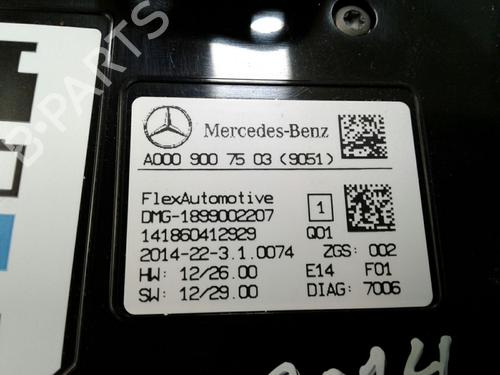 B-PARTS
Mercedes-Benz
A000 900 75 03 (9051)
FlexAutomotive
DMG-1899002207
1
141860412929
Q01
2014-22-3.1.0074
ZGS: 002
HW: 12/26.00
E14 F01
SW: 12/29.00
DIAG: 7006
2014